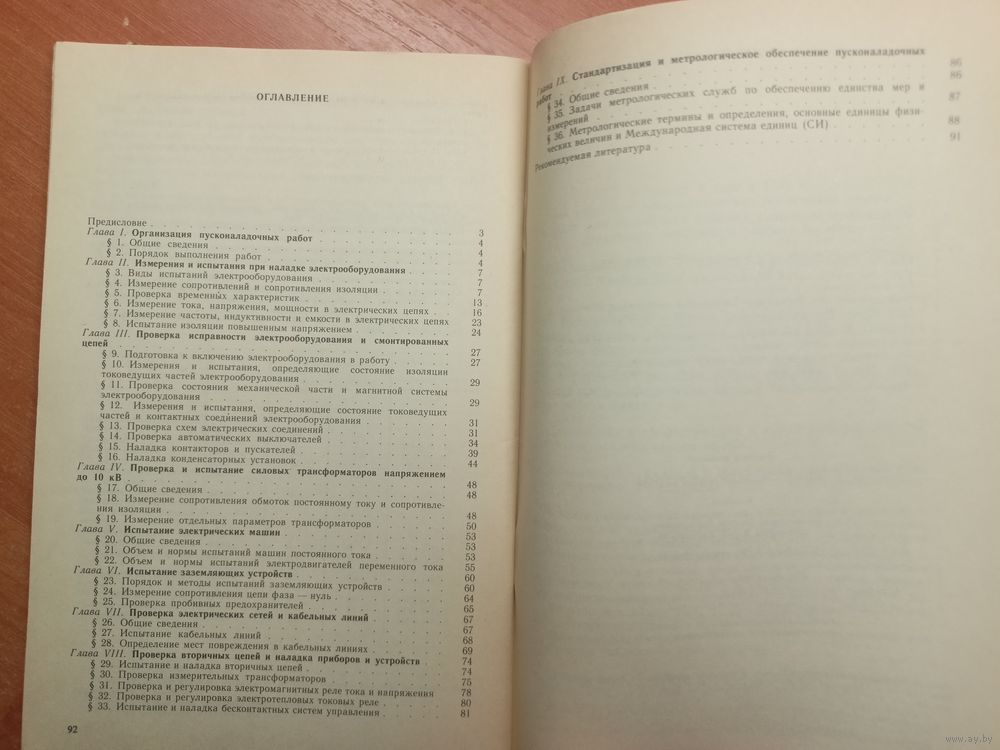 ОГЛАВЛЕНИЕ
Предисловие 3
Глава I. Организация пусконаладочных работ 4
§ 1. Общие сведения 4
§ 2. Порядок выполнения работ 4
Глава II. Измерения и испытания при наладке электрооборудования 7
§ 3. Виды испытаний электрооборудования 7
§ 4. Измерение сопротивлений и сопротивления изоляции 7
§ 5. Проверка временных характеристик 13
§ 6. Измерение тока, напряжения, мощности в электрических цепях 16
§ 7. Измерение частоты, индуктивности и емкости в электрических цепях 23
§ 8. Испытание изоляции повышенным напряжением 24
Глава III. Проверка исправности электрооборудования и смонтированных
цепей 27
§ 9. Подготовка к включению электрооборудования в работу 27
§ 10. Измерения и испытания, определяющие состояние изоляции
токоведущих частей электрооборудования 29
§ 11. Проверка состояния механической части и магнитной системы
электрооборудования 29
§ 12. Измерения и испытания, определяющие состояние токоведущих
частей и контактных соединений электрооборудования 31
§ 13. Проверка схем электрических соединений 31
§ 14. Проверка автоматических выключателей 34
§ 15. Наладка контакторов и пускателей 39
§ 16. Наладка конденсаторных установок 44
Глава IV. Проверка и испытание силовых трансформаторов напряжением
до 10 кВ 48
§ 17. Общие сведения 48
§ 18. Измерение сопротивления обмоток постоянному току и сопротивле-
ния изоляции 48
§ 19. Измерение отдельных параметров трансформаторов 50
Глава V. Испытание электрических машин 53
§ 20. Общие сведения 53
§ 21. Объем и нормы испытаний машин постоянного тока 53
§ 22. Объем и нормы испытаний электродвигателей переменного тока 55
Глава VI. Испытание заземляющих устройств 60
§ 23. Порядок и методы испытаний заземляющих устройств 60
§ 24. Измерение сопротивления цепи фаза — нуль 64
§ 25. Проверка пробивных предохранителей 65
Глава VII. Проверка электрических сетей и кабельных линий 67
§ 26. Общие сведения 67
§ 27. Испытание кабельных линий 68
§ 28. Определение мест повреждения в кабельных линиях 69
Глава VIII. Проверка вторичных цепей и наладка приборов и устройств 74
§ 29. Испытание и наладка вторичных цепей 74
§ 30. Проверка измерительных трансформаторов 75
§ 31. Проверка и регулировка электромагнитных реле тока и напряжения 78
§ 32. Проверка и регулировка электротепловых токовых реле 80
§ 33. Испытание и наладка бесконтактных систем управления 81
92
Глава IX. Стандартизация и метрологическое обеспечение пусконаладочных
работ 86
§ 34. Общие сведения 86
§ 35. Задачи метрологических служб по обеспечению единства мер и
измерений 87
§ 36. Метрологические термины и определения, основные единицы физи-
ческих величин и Международная система единиц (СИ) 88
Рекомендуемая литература 91
www.ay.by